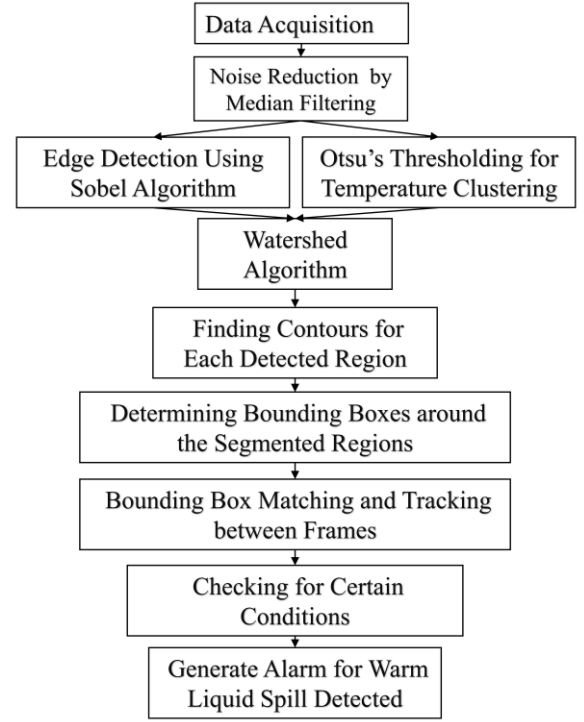 Data Acquisition
Noise Reduction by
Median Filtering
Edge Detection Using
Sobel Algorithm
Otsu's Thresholding for
Temperature Clustering
Watershed
Algorithm
Finding Contours for
Each Detected Region
Determining Bounding Boxes around
the Segmented Regions
Bounding Box Matching and Tracking
between Frames
Checking for Certain
Conditions
Generate Alarm for Warm
Liquid Spill Detected